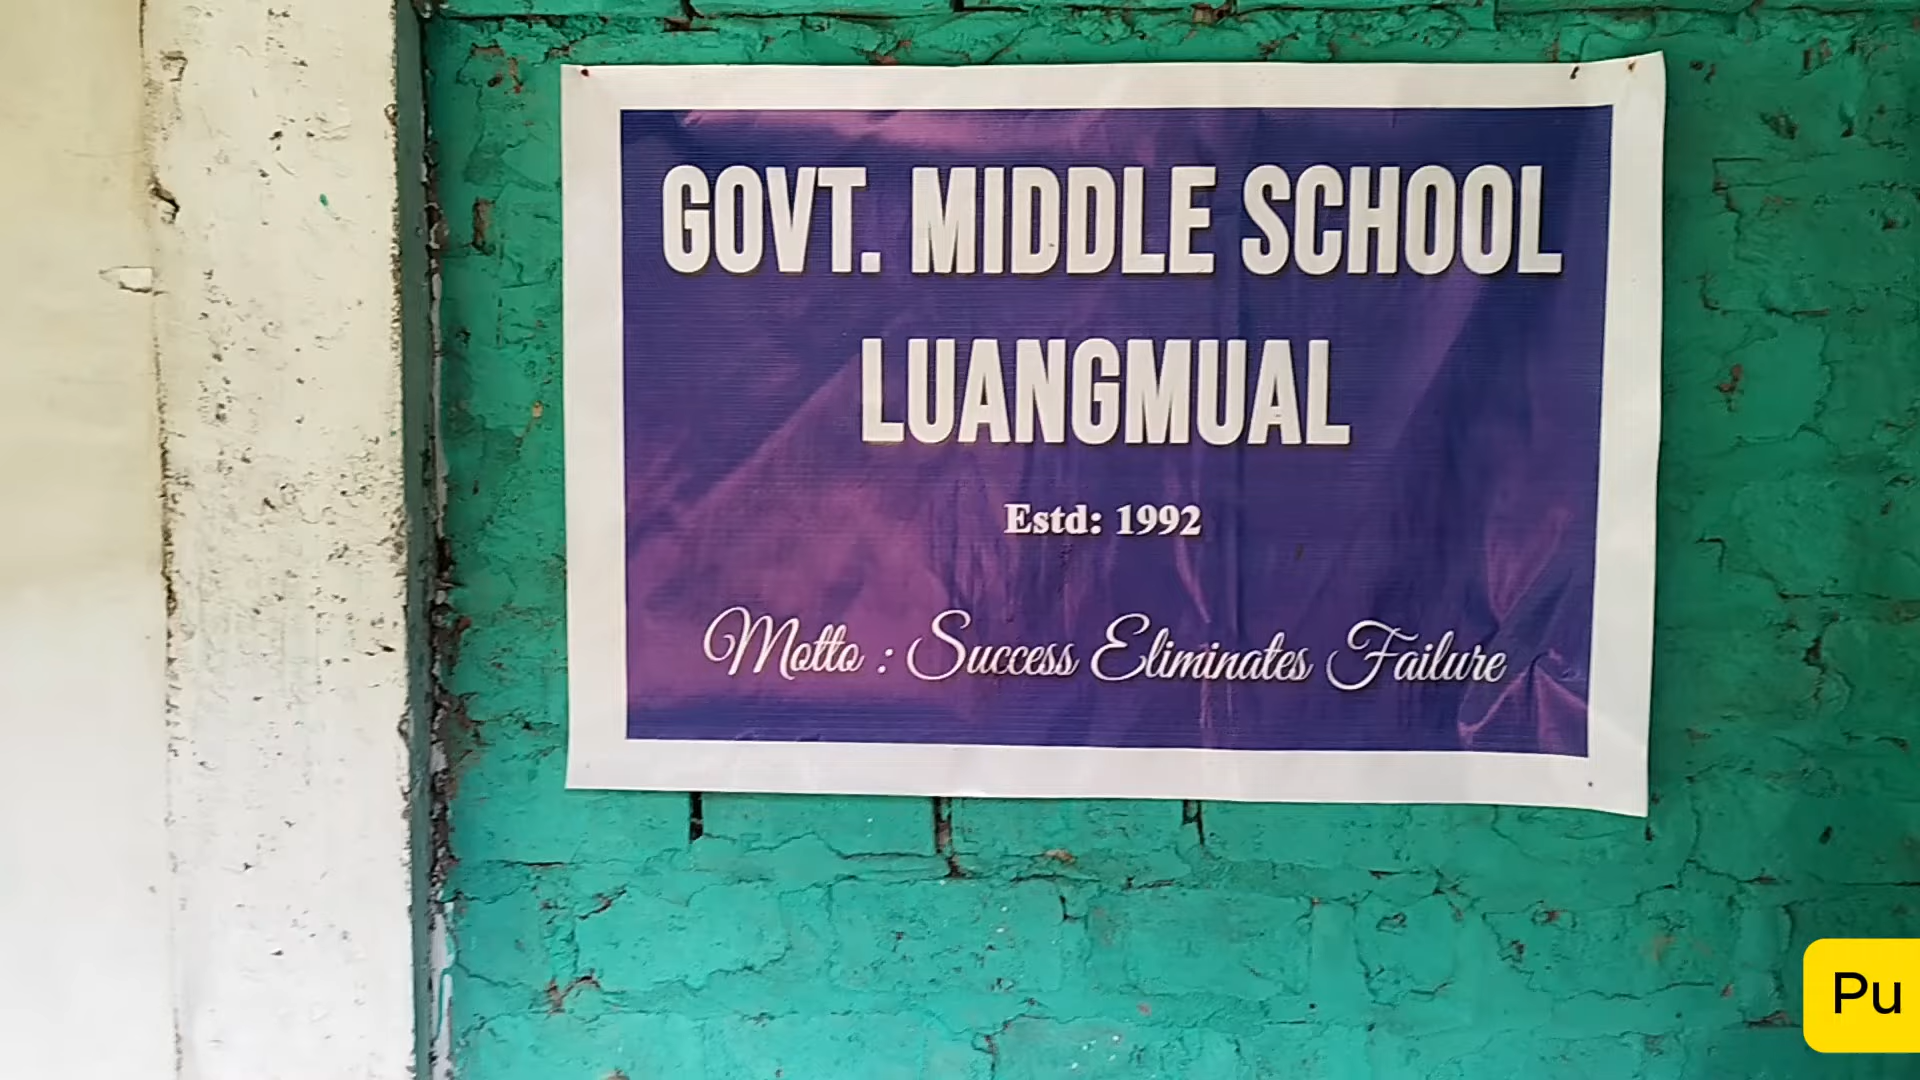 GOVT. MIDDLE SCHOOL
LUANGMUAL
Estd: 1992
Motto : Success Eliminates Failure
Pu